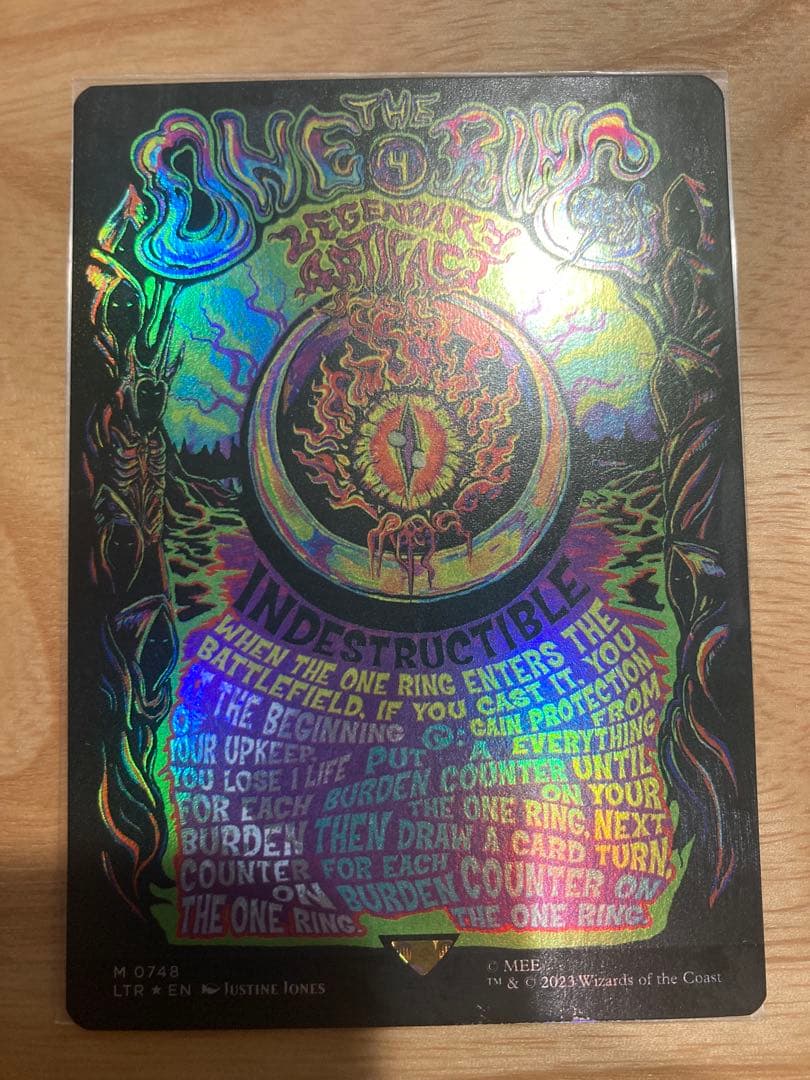 THE
ONE RING
4
LEGENDARY
ARTIFACT
INDESTRUCTIBLE
WHEN THE ONE RING ENTERS THE
BATTLEFIELD, IF YOU CAST IT, YOU
GAIN PROTECTION
FROM
EVERYTHING
UNTIL
YOUR
NEXT
TURN.
AT THE BEGINNING
OF
YOUR UPKEEP,
YOU LOSE 1 LIFE
FOR EACH
BURDEN
COUNTER
ON
THE ONE RING.
: PUT A
BURDEN COUNTER
ON
THE ONE RING,
THEN DRAW A CARD
FOR EACH
BURDEN COUNTER ON
THE ONE RING.
M 0748
LTR ★ EN JUSTINE JONES
© MEE
™ & © 2023 Wizards of the Coast